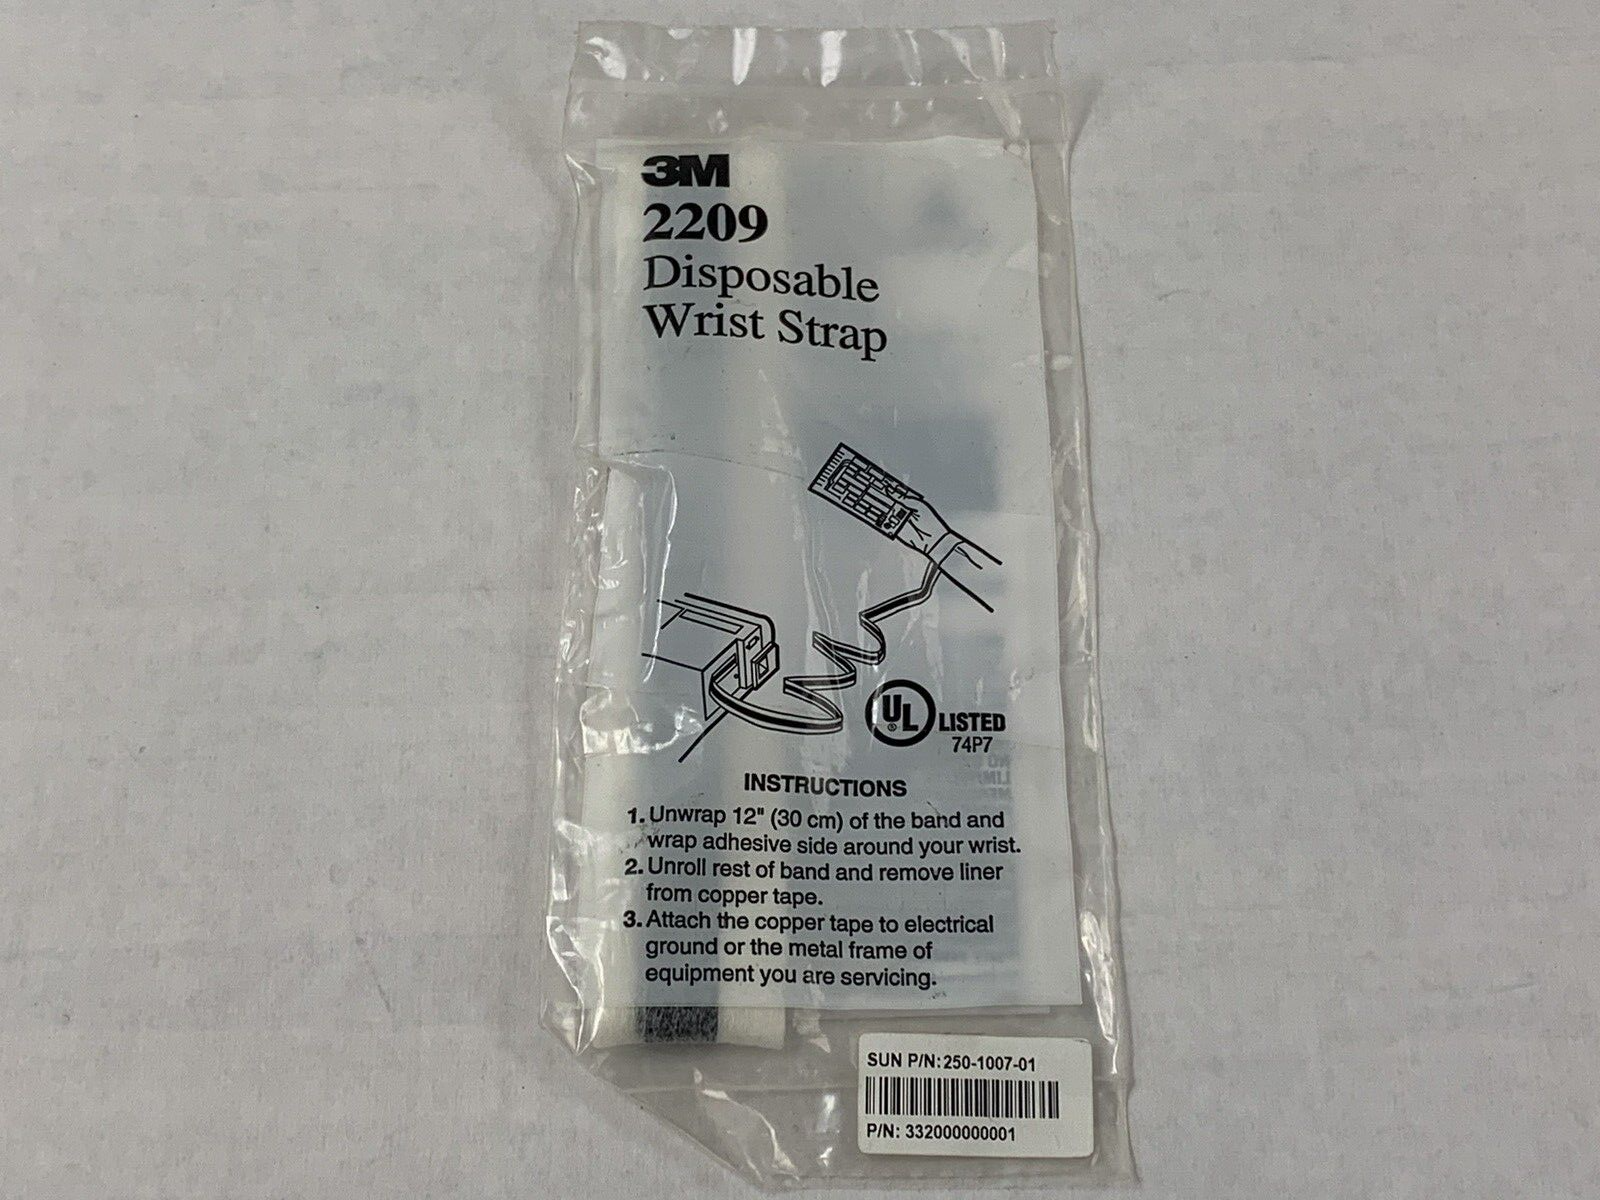 3M
2209
Disposable
Wrist Strap
UL
®
LISTED
74P7
INSTRUCTIONS
1. Unwrap 12" (30 cm) of the band and
wrap adhesive side around your wrist.
2. Unroll rest of band and remove liner
from copper tape.
3. Attach the copper tape to electrical
ground or the metal frame of
equipment you are servicing.
SUN P/N: 250-1007-01
P/N: 332000000001